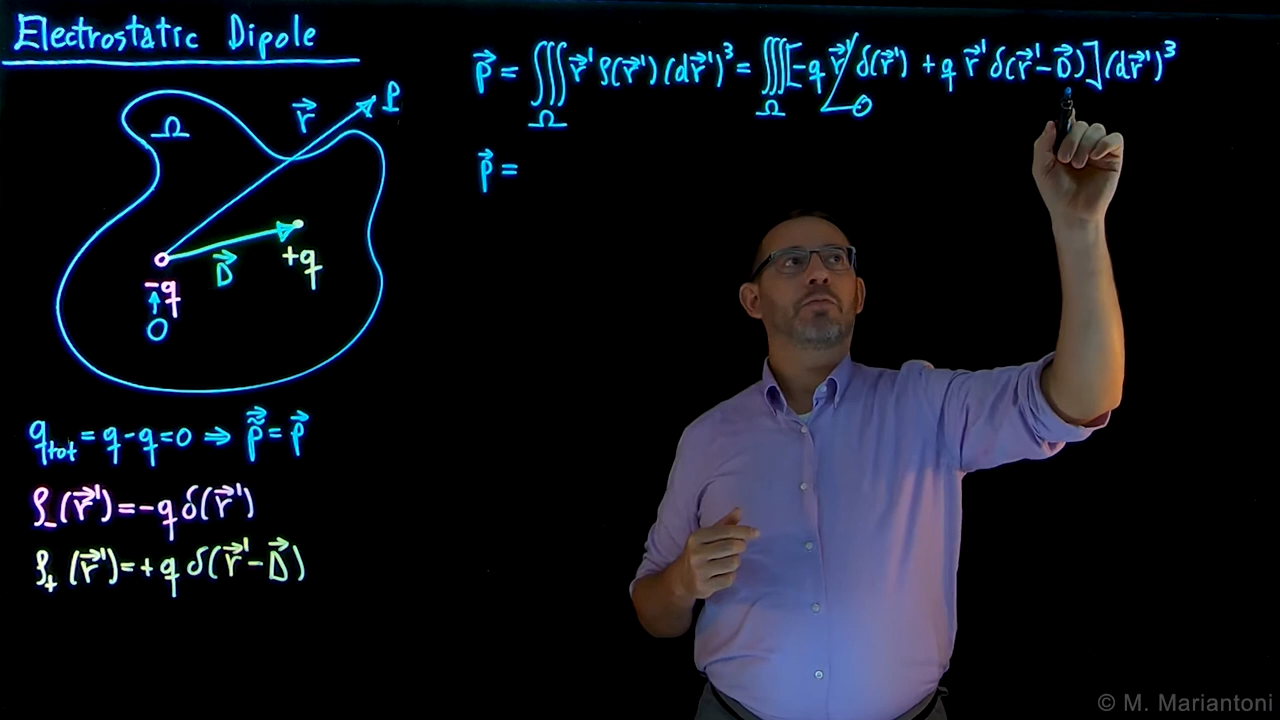 Electrostatic Dipole
p⃗ = ∭_Ω r⃗' ρ(r⃗') (dr⃗')³ = ∭_Ω [-q r⃗' δ(r⃗') + q r⃗' δ(r⃗'-D⃗)] (dr⃗')³
0
p⃗ =
Ω
r⃗
P
D⃗
+q
-q
↑
O
q_tot = q-q=0 ⇒ p̃⃗ = p⃗
ρ_-(r⃗')=-q δ(r⃗')
ρ_+(r⃗')=+q δ(r⃗'-D⃗)
© M. Mariantoni